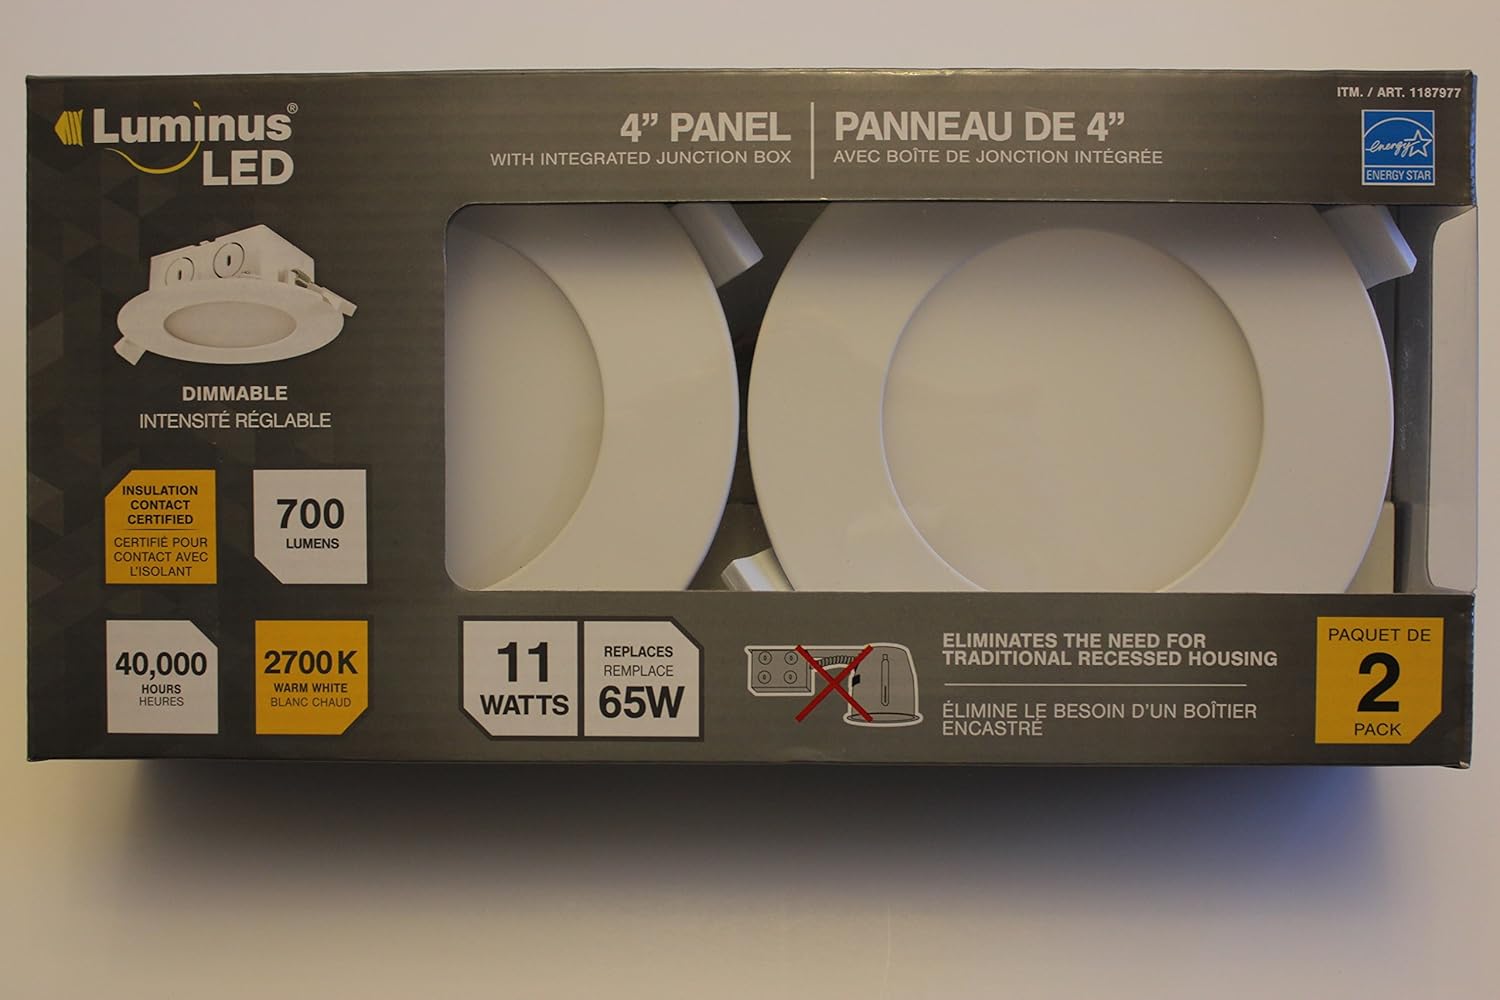 ITM. / ART. 1187977
Luminus®
LED
4” PANEL
WITH INTEGRATED JUNCTION BOX
PANNEAU DE 4”
AVEC BOÎTE DE JONCTION INTÉGRÉE
energy
ENERGY STAR
DIMMABLE
INTENSITÉ RÉGLABLE
INSULATION
CONTACT
CERTIFIED
CERTIFIÉ POUR
CONTACT AVEC
L'ISOLANT
700
LUMENS
40,000
HOURS
HEURES
2700 K
WARM WHITE
BLANC CHAUD
11
WATTS
REPLACES
REMPLACE
65W
ELIMINATES THE NEED FOR
TRADITIONAL RECESSED HOUSING
ÉLIMINE LE BESOIN D'UN BOÎTIER
ENCASTRÉ
PAQUET DE
2
PACK